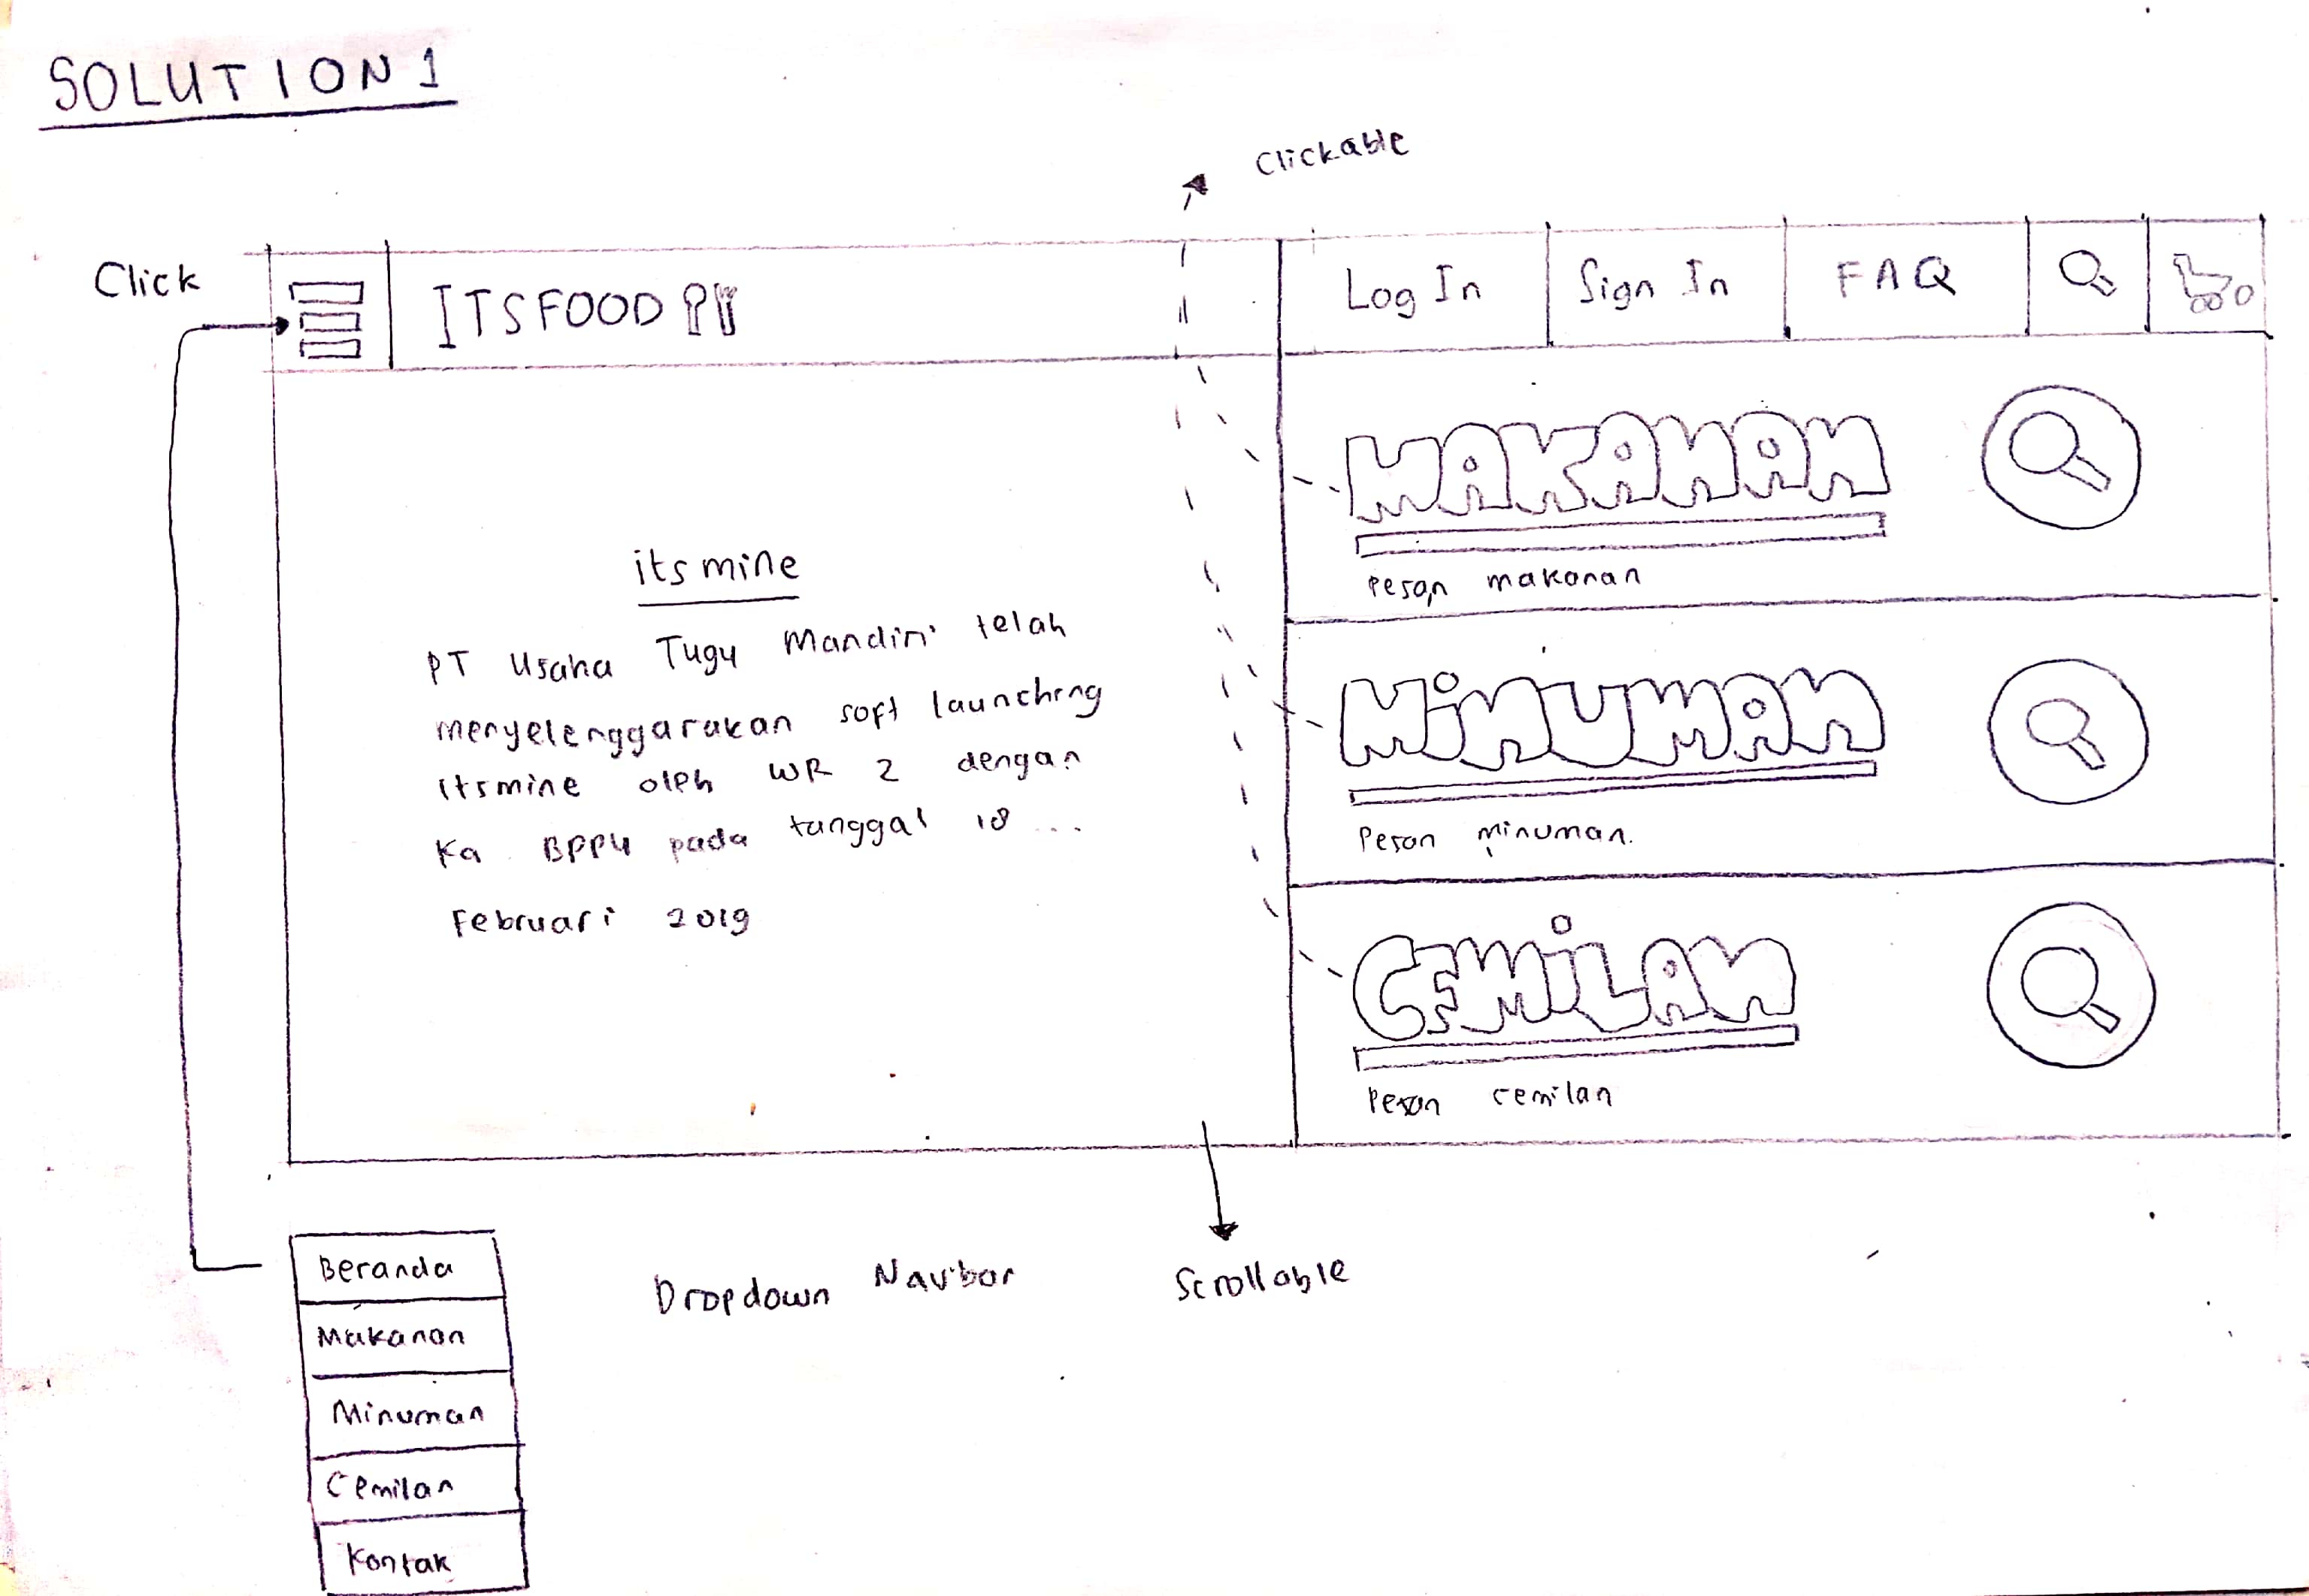 SOLUTION 1
Clickable
Click
ITSFOOD
Log In
Sign In
FAQ
MAKANAN
Pesan makanan
itsmine
PT Usaha Tugu Mandiri telah
menyelenggarakan soft launching
itsmine oleh WR 2 dengan
Ka BPPU pada tanggal 18 ...
Februari 2019
MiNUMAN
Pesan minuman.
CEMiLAN
Pesan cemilan
Beranda
Makanan
Minuman
Cemilan
Kontak
Dropdown Navbar
Scrollable